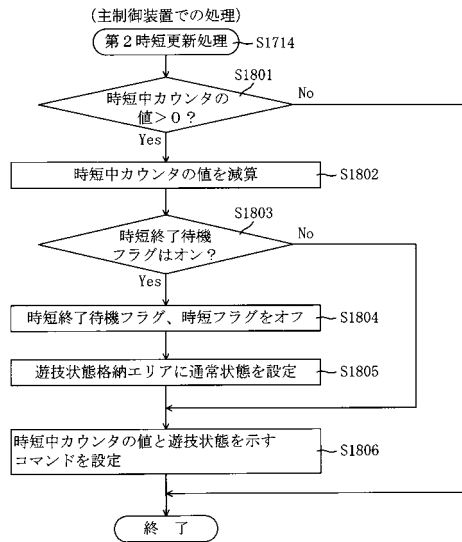 (主制御装置での処理)
第2時短更新処理
S1714
S1801
時短中カウンタの
値>0?
No
Yes
時短中カウンタの値を減算
S1802
S1803
時短終了待機
フラグはオン?
No
Yes
時短終了待機フラグ、時短フラグをオフ
S1804
遊技状態格納エリアに通常状態を設定
S1805
時短中カウンタの値と遊技状態を示す
コマンドを設定
S1806
終 了